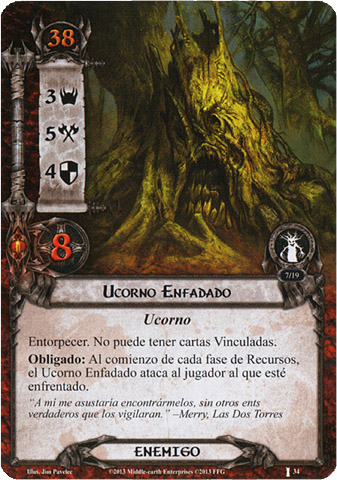 38
3
5
4
8
7/19
Ucorno Enfadado
Ucorno
Entorpecer. No puede tener cartas Vinculadas.
Obligado: Al comienzo de cada fase de Recursos,
el Ucorno Enfadado ataca al jugador al que esté
enfrentado.
“A mí me asustaría encontrármelos, sin otros ents
verdaderos que los vigilaran.” –Merry, Las Dos Torres
ENEMIGO
Illus. Jim Pavelec
©2013 Middle-earth Enterprises ©2013 FFG
34